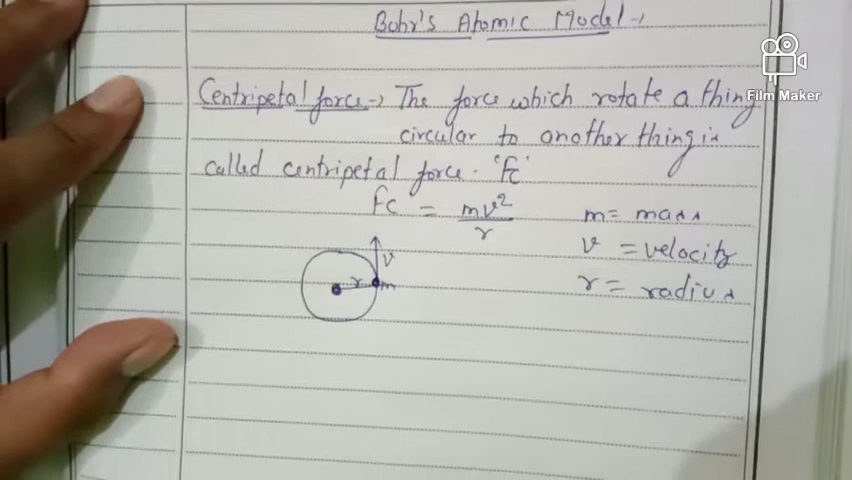 Bohr's Atomic Model →
Film Maker
Centripetal force → The force which rotate a thing
circular to another thing is
called centripetal force. 'Fc'
Fc = mv²/r
m = mass
v = velocity
r = radius
v
r m